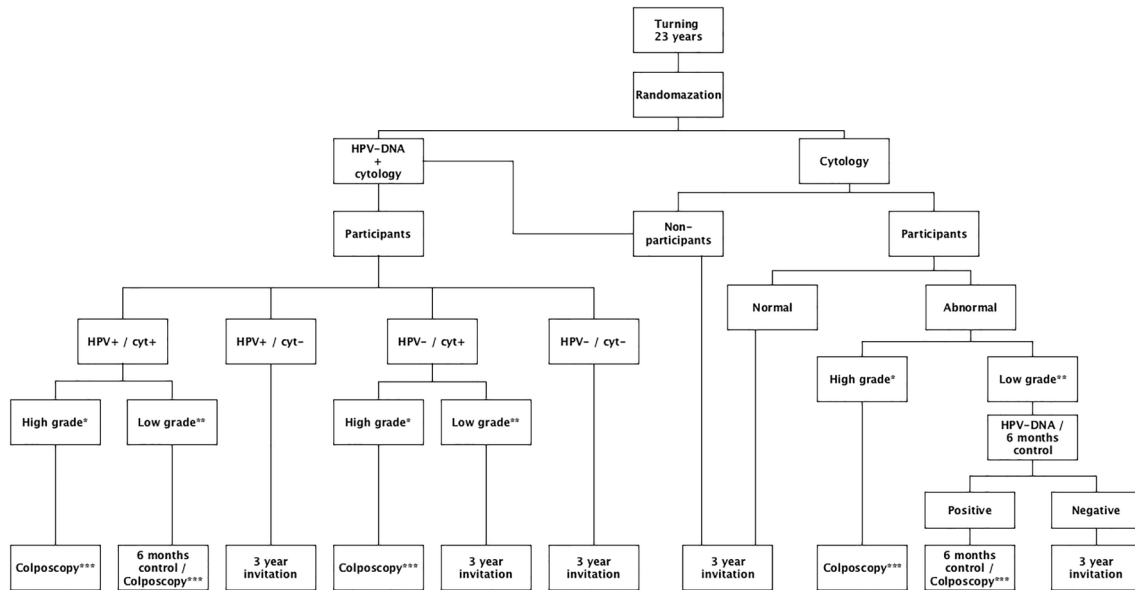 Turning
23 years
Randomazation
HPV-DNA
+
cytology
Cytology
Participants
Non-
participants
Participants
Normal
Abnormal
HPV+ / cyt+
HPV+ / cyt-
HPV- / cyt+
HPV- / cyt-
High grade*
Low grade**
High grade*
Low grade**
High grade*
Low grade**
HPV-DNA /
6 months
control
Positive
Negative
Colposcopy***
6 months
control /
Colposcopy***
3 year
invitation
Colposcopy***
3 year
invitation
3 year
invitation
3 year
invitation
Colposcopy***
6 months
control /
Colposcopy***
3 year
invitation